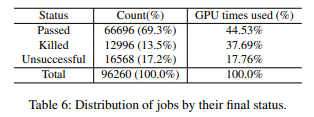 Status Count(%) GPU times used (%)
Passed 66696 (69.3%) 44.53%
Killed 12996 (13.5%) 37.69%
Unsuccessful 16568 (17.2%) 17.76%
Total 96260 (100.0%) 100.0%
Table 6: Distribution of jobs by their final status.